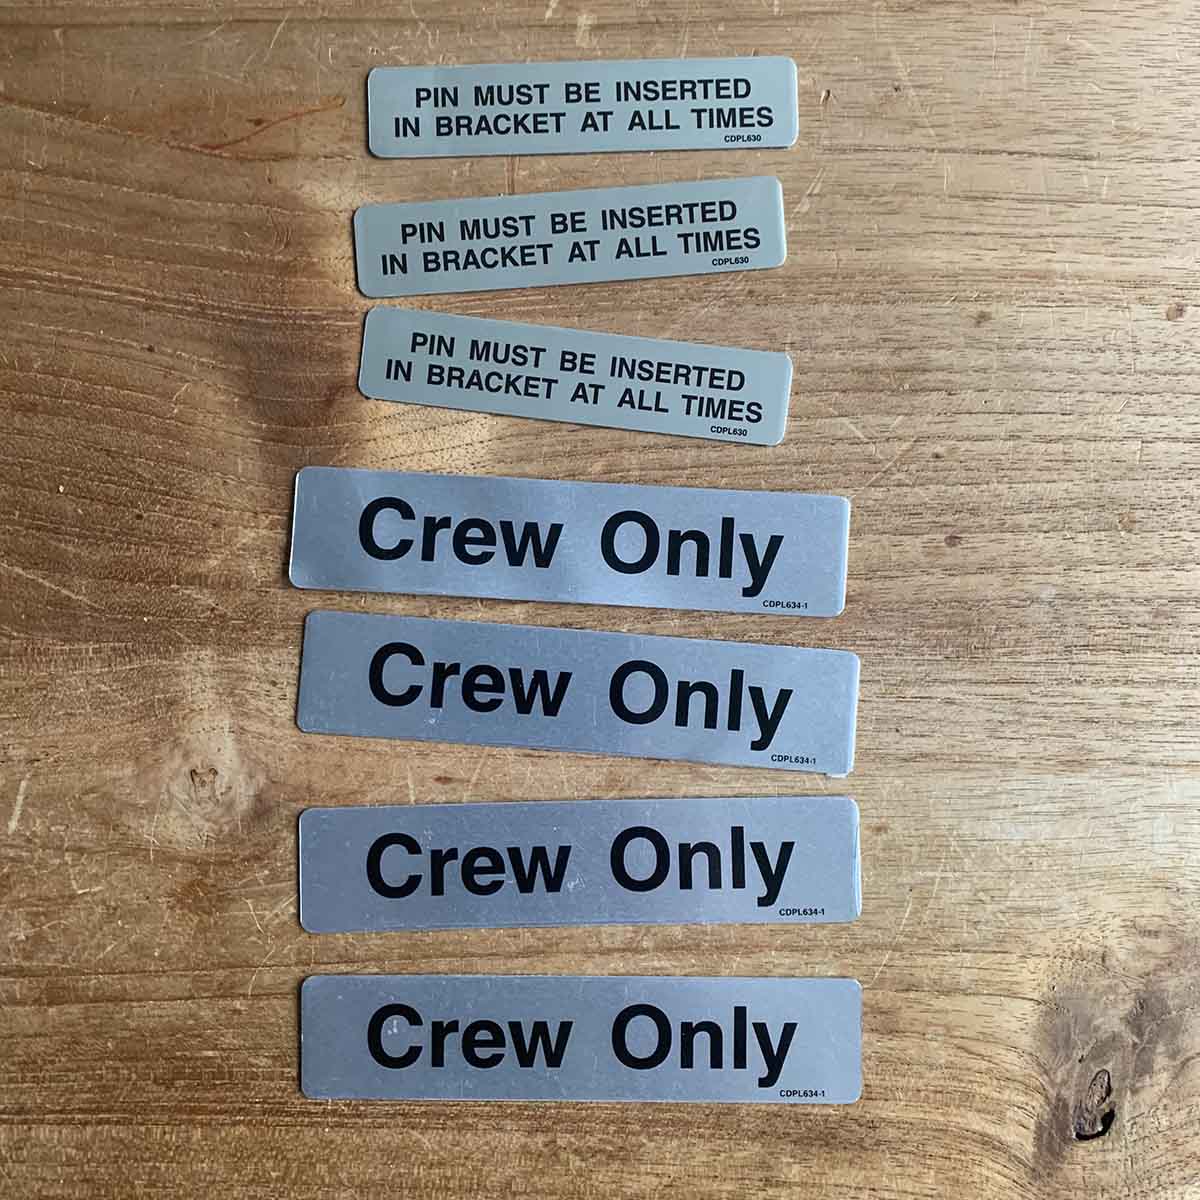 PIN MUST BE INSERTED
IN BRACKET AT ALL TIMES
CDPL630
PIN MUST BE INSERTED
IN BRACKET AT ALL TIMES
CDPL630
PIN MUST BE INSERTED
IN BRACKET AT ALL TIMES
CDPL630
Crew Only
CDPL634-1
Crew Only
CDPL634-1
Crew Only
CDPL634-1
Crew Only
CDPL634-1